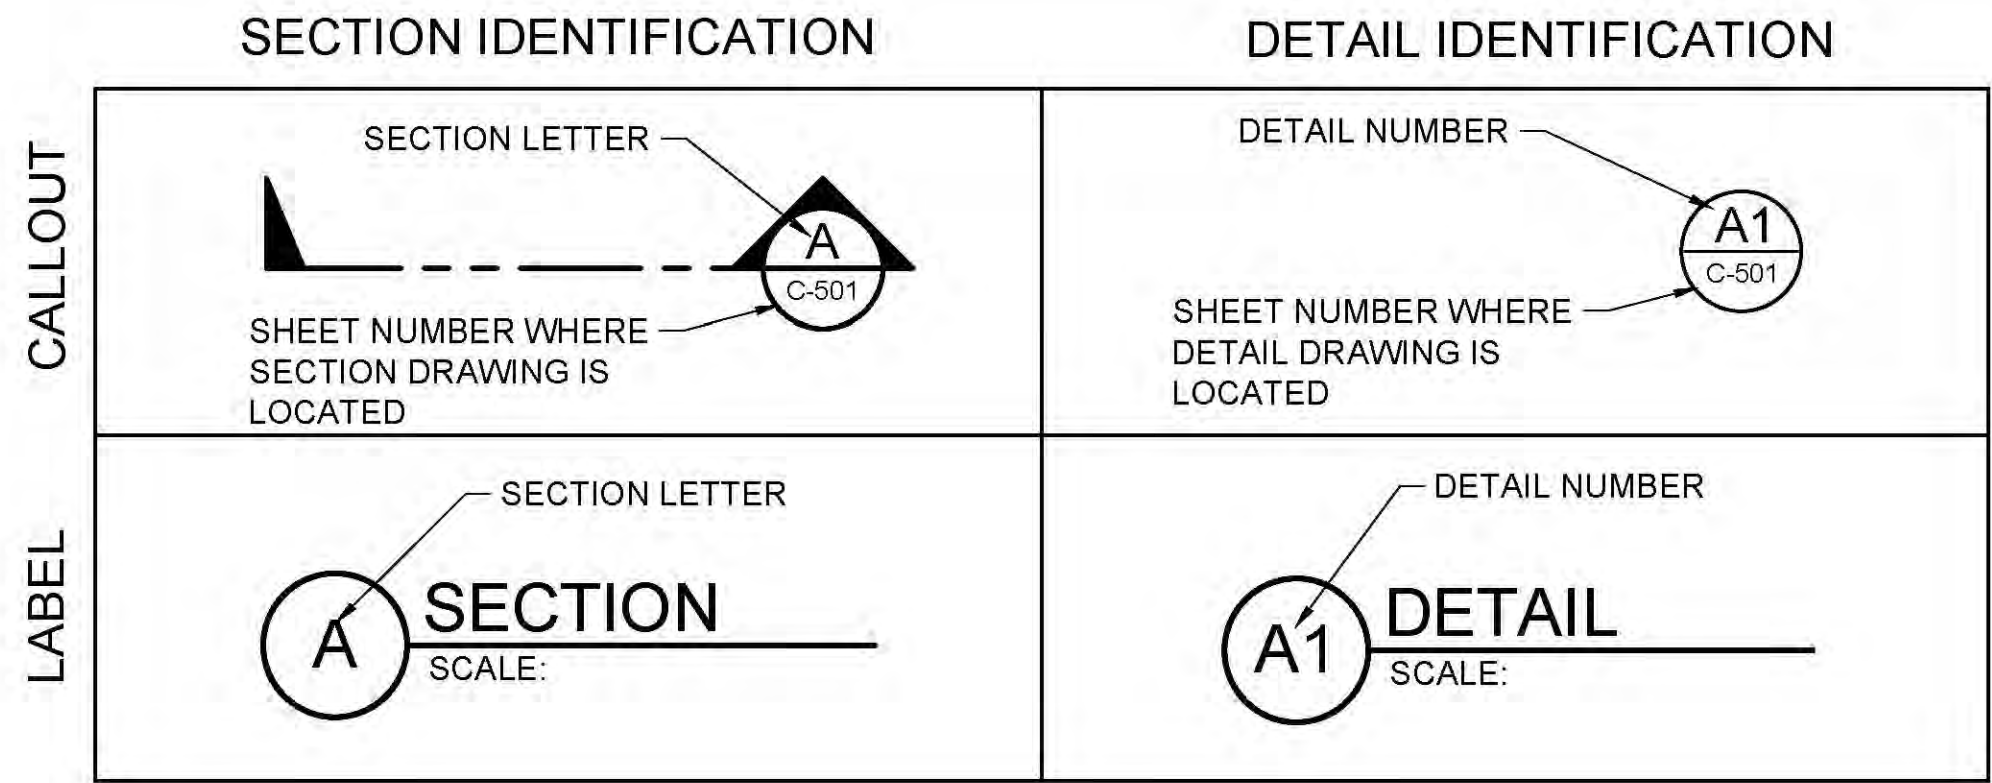 SECTION IDENTIFICATION
DETAIL IDENTIFICATION
CALLOUT
SECTION LETTER
A
C-501
SHEET NUMBER WHERE
SECTION DRAWING IS
LOCATED
DETAIL NUMBER
A1
C-501
SHEET NUMBER WHERE
DETAIL DRAWING IS
LOCATED
LABEL
SECTION LETTER
A
SECTION
SCALE:
DETAIL NUMBER
A1
DETAIL
SCALE: